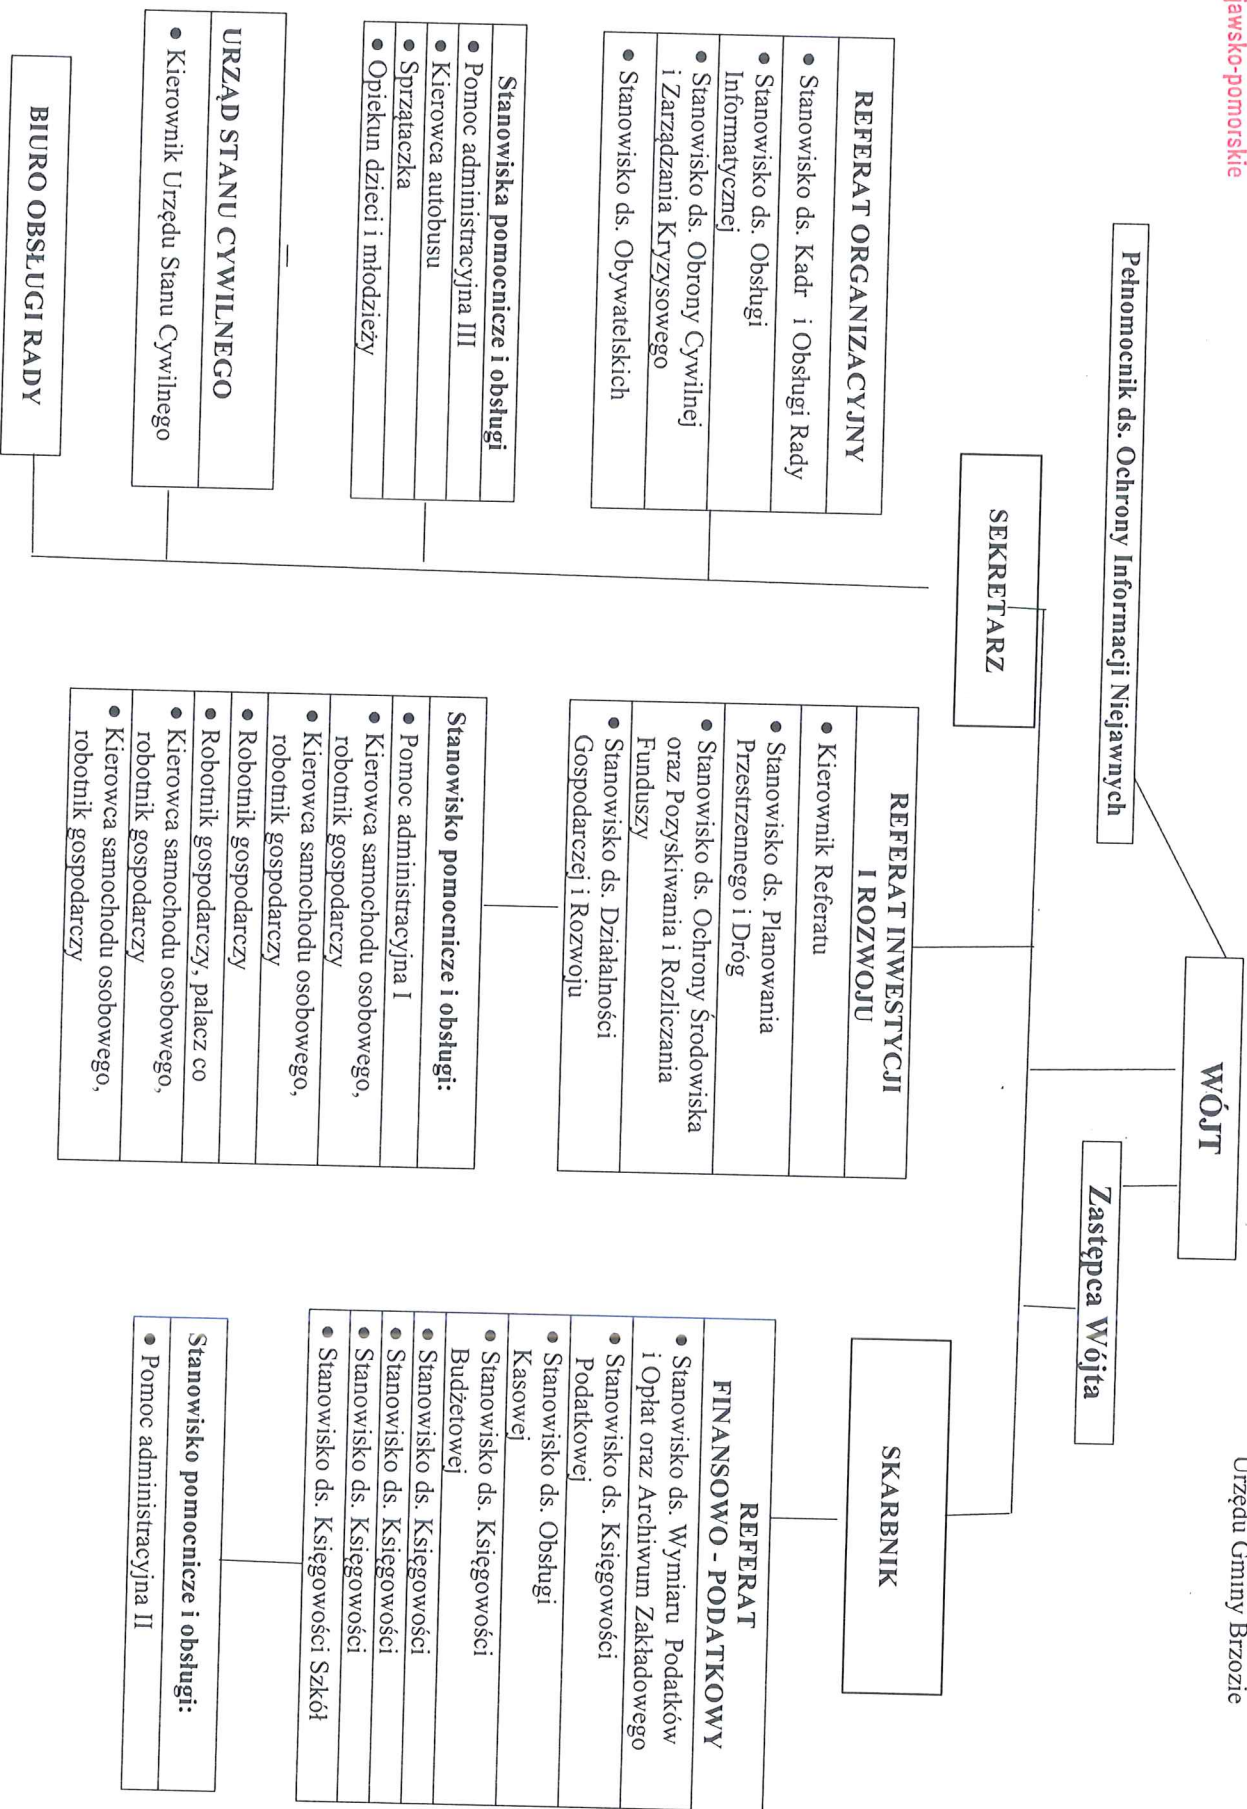 jawsko-pomorskie
Urzędu Gminy Brzozie
WÓJT
Zastępca Wójta
Pełnomocnik ds. Ochrony Informacji Niejawnych
SEKRETARZ
SKARBNIK
REFERAT ORGANIZACYJNY
• Stanowisko ds. Kadr i Obsługi Rady
• Stanowisko ds. Obsługi
Informatycznej
• Stanowisko ds. Obrony Cywilnej
i Zarządzania Kryzysowego
• Stanowisko ds. Obywatelskich
Stanowiska pomocnicze i obsługi
• Pomoc administracyjna III
• Kierowca autobusu
• Sprzątaczka
• Opiekun dzieci i młodzieży
URZĄD STANU CYWILNEGO
• Kierownik Urzędu Stanu Cywilnego
BIURO OBSŁUGI RADY
REFERAT INWESTYCJI
I ROZWOJU
• Kierownik Referatu
• Stanowisko ds. Planowania
Przestrzennego i Dróg
• Stanowisko ds. Ochrony Środowiska
oraz Pozyskiwania i Rozliczania
Funduszy
• Stanowisko ds. Działalności
Gospodarczej i Rozwoju
Stanowisko pomocnicze i obsługi:
• Pomoc administracyjna I
• Kierowca samochodu osobowego,
robotnik gospodarczy
• Kierowca samochodu osobowego,
robotnik gospodarczy
• Robotnik gospodarczy
• Robotnik gospodarczy, palacz co
• Kierowca samochodu osobowego,
robotnik gospodarczy
• Kierowca samochodu osobowego,
robotnik gospodarczy
REFERAT
FINANSOWO - PODATKOWY
• Stanowisko ds. Wymiaru Podatków
i Opłat oraz Archiwum Zakładowego
• Stanowisko ds. Księgowości
Podatkowej
• Stanowisko ds. Obsługi
Kasowej
• Stanowisko ds. Księgowości
Budżetowej
• Stanowisko ds. Księgowości
• Stanowisko ds. Księgowości
• Stanowisko ds. Księgowości
• Stanowisko ds. Księgowości Szkół
Stanowisko pomocnicze i obsługi:
• Pomoc administracyjna II